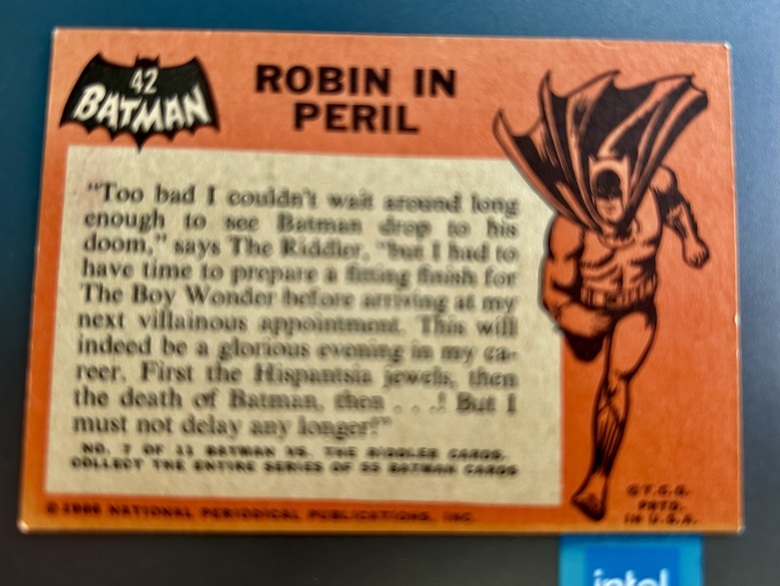 42
BATMAN
ROBIN IN
PERIL
"Too bad I couldn't wait around long
enough to see Batman drop to his
doom," says The Riddler, "but I had to
have time to prepare a fitting finish for
The Boy Wonder before arriving at my
next villainous appointment. This will
indeed be a glorious evening in my ca-
reer. First the Hispantsia jewels, then
the death of Batman, then . . .! But I
must not delay any longer!"
NO. 7 OF 11 BATMAN VS. THE RIDDLER CARDS.
COLLECT THE ENTIRE SERIES OF 55 BATMAN CARDS
© 1966 NATIONAL PERIODICAL PUBLICATIONS, INC.
©T.C.G.
PRTD.
IN U.S.A.
intel